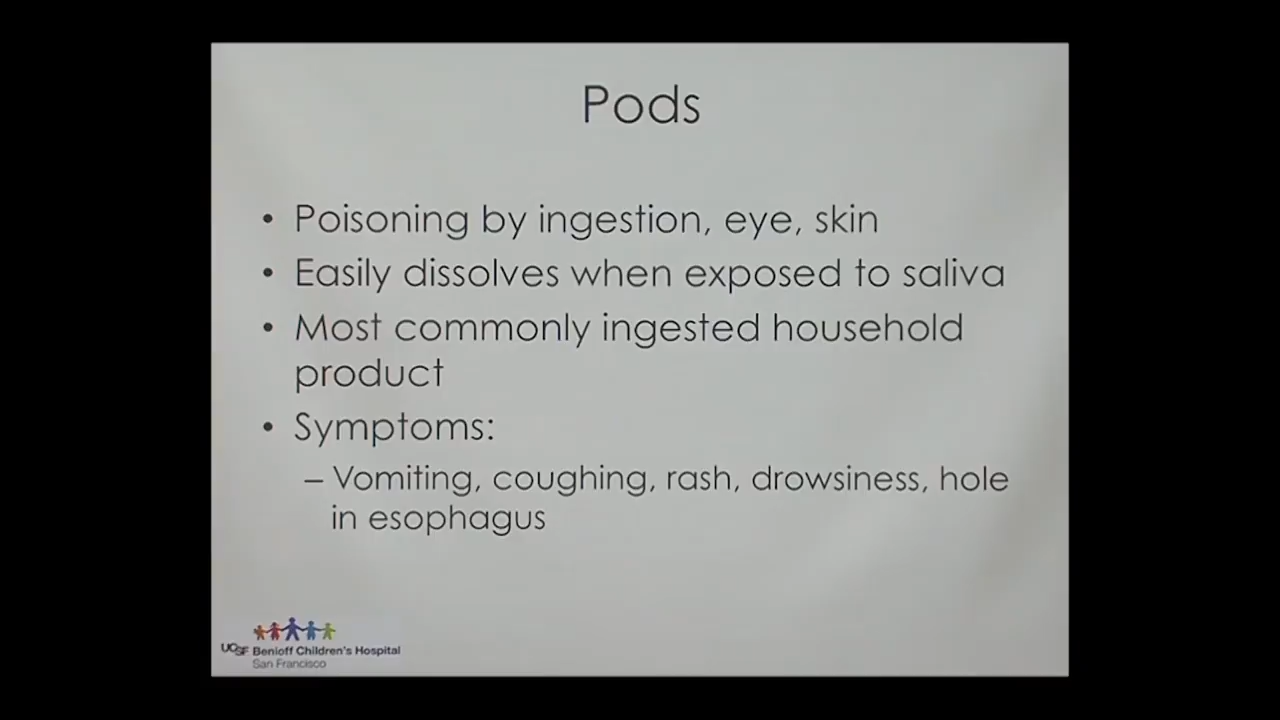 Pods
• Poisoning by ingestion, eye, skin
• Easily dissolves when exposed to saliva
• Most commonly ingested household
product
• Symptoms:
– Vomiting, coughing, rash, drowsiness, hole
in esophagus
UCSF Benioff Children's Hospital
San Francisco